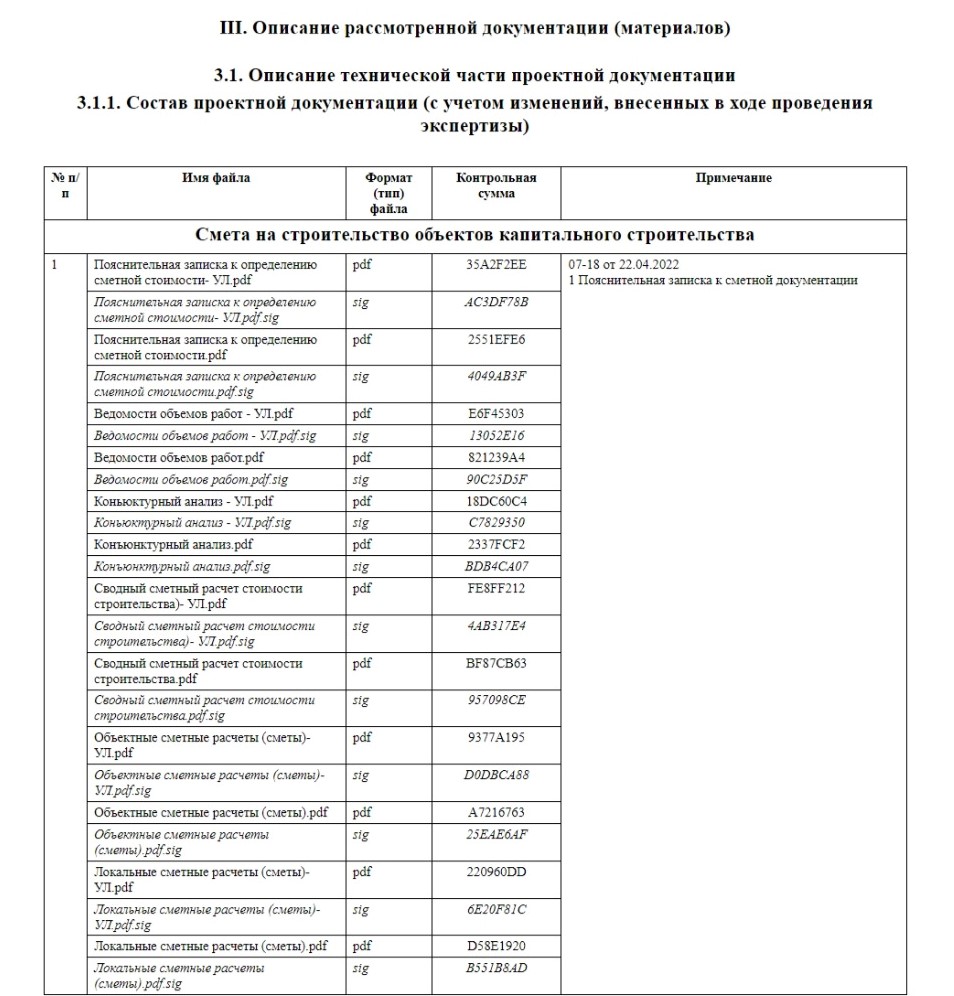 III. Описание рассмотренной документации (материалов)
3.1. Описание технической части проектной документации
3.1.1. Состав проектной документации (с учетом изменений, внесенных в ходе проведения
экспертизы)
№ п/
п
Имя файла
Формат
(тип)
файла
Контрольная
сумма
Примечание
Смета на строительство объектов капитального строительства
1
Пояснительная записка к определению
сметной стоимости- УЛ.pdf
pdf
35A2F2EE
07-18 от 22.04.2022
1 Пояснительная записка к сметной документации
Пояснительная записка к определению
сметной стоимости- УЛ.pdf.sig
sig
AC3DF78B
Пояснительная записка к определению
сметной стоимости.pdf
pdf
2551EFE6
Пояснительная записка к определению
сметной стоимости.pdf.sig
sig
4049AB3F
Ведомости объемов работ - УЛ.pdf
pdf
E6F45303
Ведомости объемов работ - УЛ.pdf.sig
sig
13052E16
Ведомости объемов работ.pdf
pdf
821239A4
Ведомости объемов работ.pdf.sig
sig
90C25D5F
Коньюктурный анализ - УЛ.pdf
pdf
18DC60C4
Коньюктурный анализ - УЛ.pdf.sig
sig
C7829350
Конъюнктурный анализ.pdf
pdf
2337FCF2
Конъюнктурный анализ.pdf.sig
sig
BDB4CA07
Сводный сметный расчет стоимости
строительства)- УЛ.pdf
pdf
FE8FF212
Сводный сметный расчет стоимости
строительства)- УЛ.pdf.sig
sig
4AB317E4
Сводный сметный расчет стоимости
строительства.pdf
pdf
BF87CB63
Сводный сметный расчет стоимости
строительства.pdf.sig
sig
957098CE
Объектные сметные расчеты (сметы)-
УЛ.pdf
pdf
9377A195
Объектные сметные расчеты (сметы)-
УЛ.pdf.sig
sig
D0DBCA88
Объектные сметные расчеты (сметы).pdf
pdf
A7216763
Объектные сметные расчеты
(сметы).pdf.sig
sig
25EAE6AF
Локальные сметные расчеты (сметы)-
УЛ.pdf
pdf
220960DD
Локальные сметные расчеты (сметы)-
УЛ.pdf.sig
sig
6E20F81C
Локальные сметные расчеты (сметы).pdf
pdf
D58E1920
Локальные сметные расчеты
(сметы).pdf.sig
sig
B551B8AD